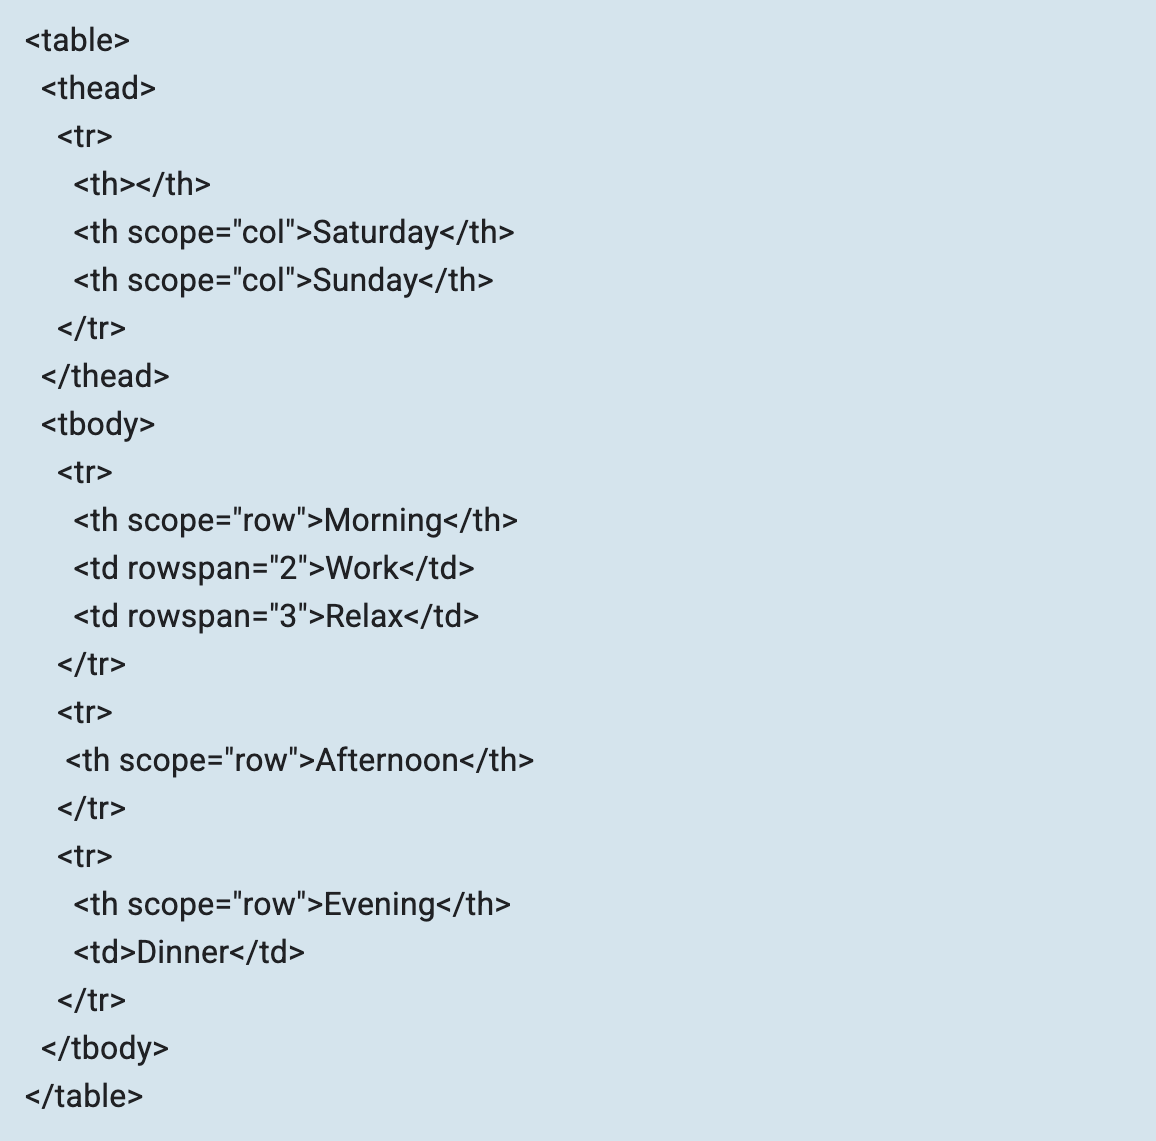 <table>
<thead>
<tr>
<th></th>
<th scope="col">Saturday</th>
<th scope="col">Sunday</th>
</tr>
</thead>
<tbody>
<tr>
<th scope="row">Morning</th>
<td rowspan="2">Work</td>
<td rowspan="3">Relax</td>
</tr>
<tr>
<th scope="row">Afternoon</th>
</tr>
<tr>
<th scope="row">Evening</th>
<td>Dinner</td>
</tr>
</tbody>
</table>